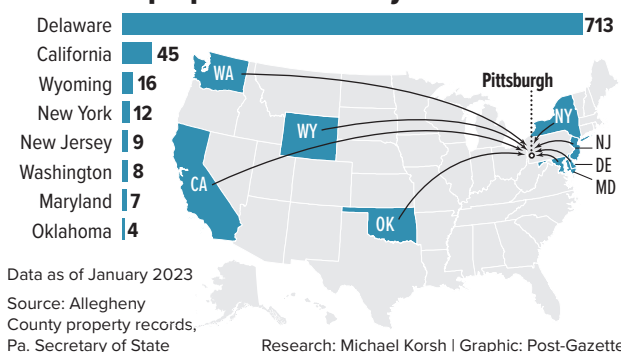 Delaware 713
California 45
Wyoming 16
New York 12
New Jersey 9
Washington 8
Maryland 7
Oklahoma 4
WA
Pittsburgh
NY
WY
NJ
DE
CA
MD
OK
Data as of January 2023
Source: Allegheny
County property records,
Pa. Secretary of State
Research: Michael Korsh | Graphic: Post-Gazette